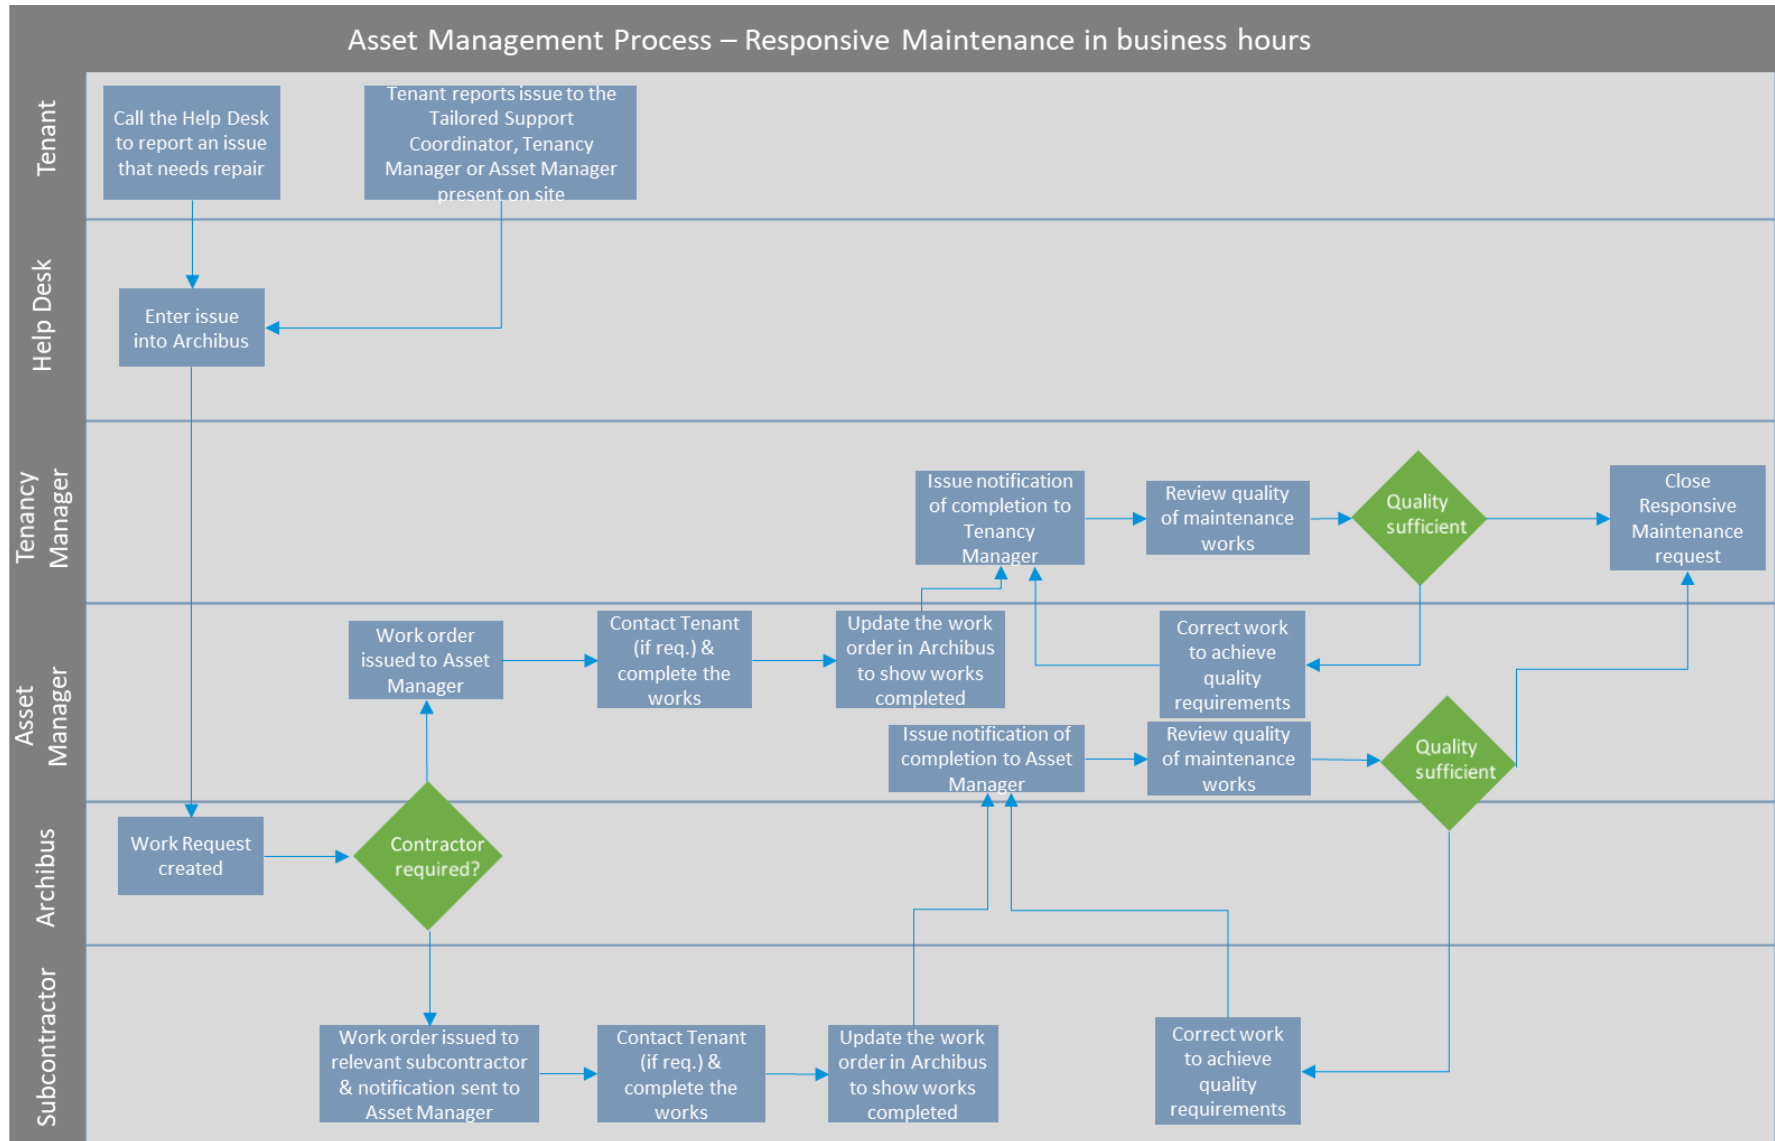 Asset Management Process – Responsive Maintenance in business hours
Tenant
Call the Help Desk
to report an issue
that needs repair
Tenant reports issue to the
Tailored Support
Coordinator, Tenancy
Manager or Asset Manager
present on site
Help Desk
Enter issue
into Archibus
Tenancy
Manager
Issue notification
of completion to
Tenancy
Manager
Review quality
of maintenance
works
Quality
sufficient
Close
Responsive
Maintenance
request
Asset
Manager
Work order
issued to Asset
Manager
Contact Tenant
(if req.) &
complete the
works
Update the work
order in Archibus
to show works
completed
Correct work
to achieve
quality
requirements
Issue notification of
completion to Asset
Manager
Review quality
of maintenance
works
Quality
sufficient
Archibus
Work Request
created
Contractor
required?
Subcontractor
Work order issued to
relevant subcontractor
& notification sent to
Asset Manager
Contact Tenant
(if req.) &
complete the
works
Update the work
order in Archibus
to show works
completed
Correct work
to achieve
quality
requirements